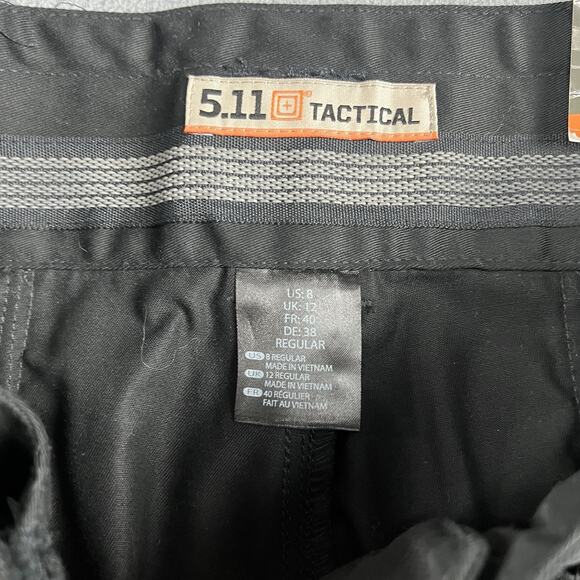 5.11 TACTICAL
US: 8
UK: 12
FR: 40
DE: 38
REGULAR
US 8 REGULAR
MADE IN VIETNAM
UK 12 REGULAR
MADE IN VIETNAM
FR 40 RÉGULIER
FAIT AU VIETNAM